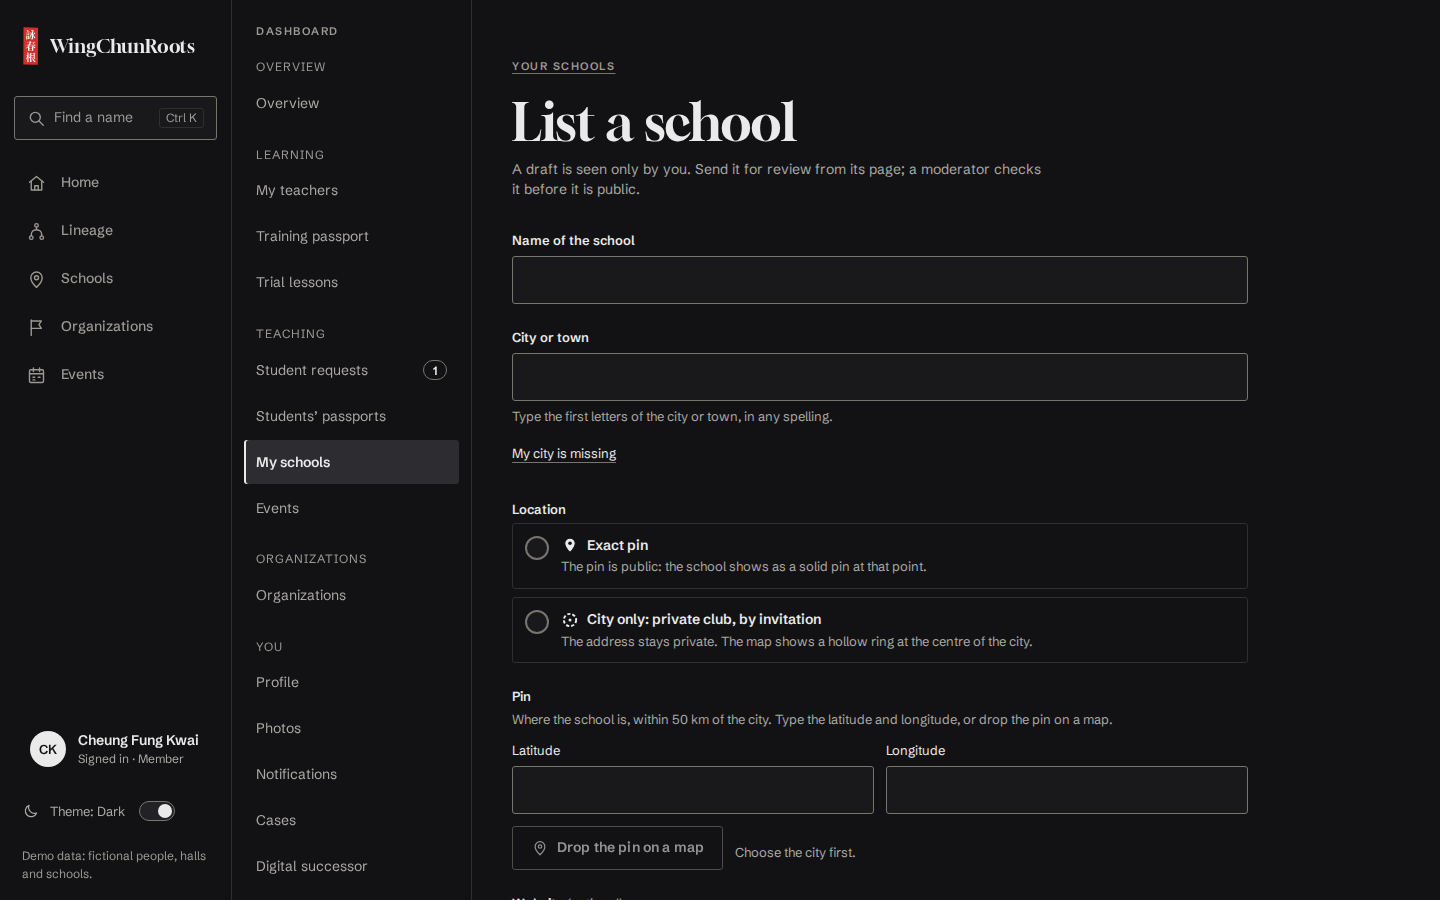 詠春根
WingChunRoots
Find a name
Ctrl K
Home
Lineage
Schools
Organizations
Events
CK
Cheung Fung Kwai
Signed in · Member
Theme: Dark
Demo data: fictional people, halls
and schools.
DASHBOARD
OVERVIEW
Overview
LEARNING
My teachers
Training passport
Trial lessons
TEACHING
Student requests
1
Students’ passports
My schools
Events
ORGANIZATIONS
Organizations
YOU
Profile
Photos
Notifications
Cases
Digital successor
YOUR SCHOOLS
List a school
A draft is seen only by you. Send it for review from its page; a moderator checks
it before it is public.
Name of the school
City or town
Type the first letters of the city or town, in any spelling.
My city is missing
Location
Exact pin
The pin is public: the school shows as a solid pin at that point.
City only: private club, by invitation
The address stays private. The map shows a hollow ring at the centre of the city.
Pin
Where the school is, within 50 km of the city. Type the latitude and longitude, or drop the pin on a map.
Latitude
Longitude
Drop the pin on a map
Choose the city first.